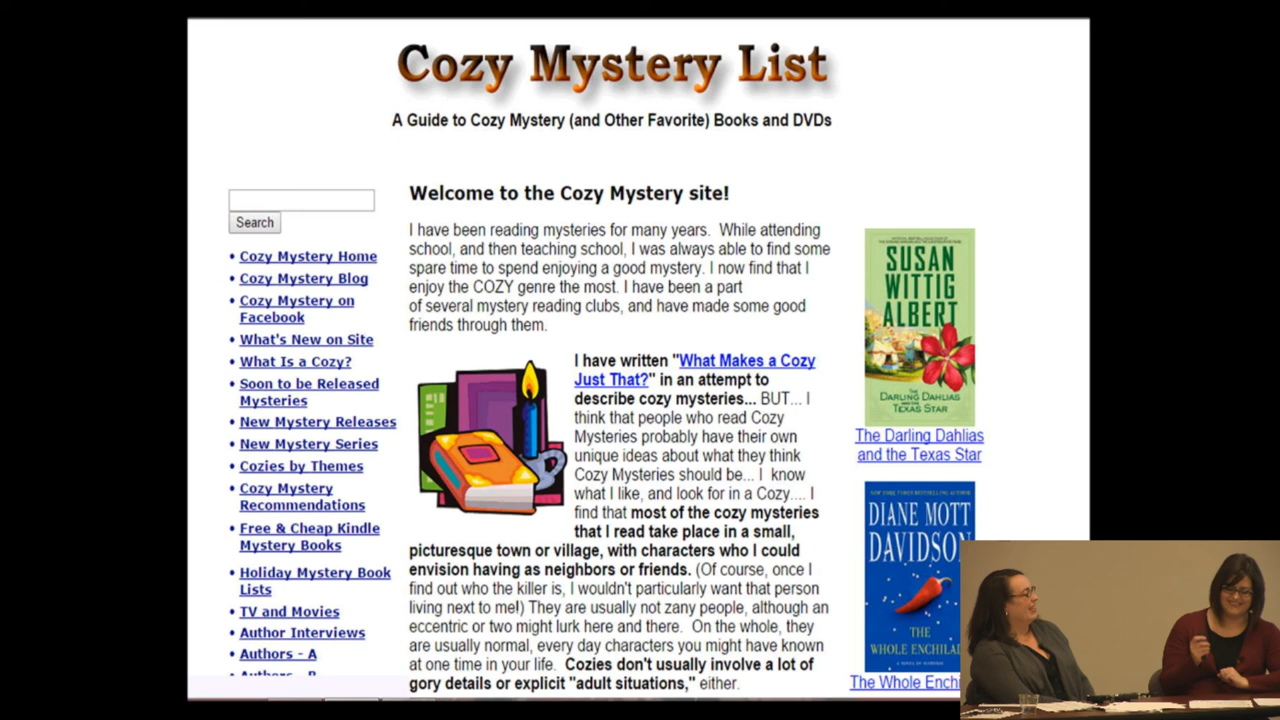 Cozy Mystery List
A Guide to Cozy Mystery (and Other Favorite) Books and DVDs
Search
• Cozy Mystery Home
• Cozy Mystery Blog
• Cozy Mystery on
Facebook
• What's New on Site
• What Is a Cozy?
• Soon to be Released
Mysteries
• New Mystery Releases
• New Mystery Series
• Cozies by Themes
• Cozy Mystery
Recommendations
• Free & Cheap Kindle
Mystery Books
• Holiday Mystery Book
Lists
• TV and Movies
• Author Interviews
• Authors - A
Welcome to the Cozy Mystery site!
I have been reading mysteries for many years. While attending
school, and then teaching school, I was always able to find some
spare time to spend enjoying a good mystery. I now find that I
enjoy the COZY genre the most. I have been a part
of several mystery reading clubs, and have made some good
friends through them.
I have written "What Makes a Cozy
Just That?" in an attempt to
describe cozy mysteries... BUT... I
think that people who read Cozy
Mysteries probably have their own
unique ideas about what they think
Cozy Mysteries should be... I know
what I like, and look for in a Cozy.... I
find that most of the cozy mysteries
that I read take place in a small,
picturesque town or village, with characters who I could
envision having as neighbors or friends. (Of course, once I
find out who the killer is, I wouldn't particularly want that person
living next to me!) They are usually not zany people, although an
eccentric or two might lurk here and there. On the whole, they
are usually normal, every day characters you might have known
at one time in your life. Cozies don't usually involve a lot of
gory details or explicit "adult situations," either.
SUSAN
WITTIG
ALBERT
THE
DARLING DAHLIAS
AND THE
TEXAS STAR
The Darling Dahlias
and the Texas Star
NEW YORK TIMES BESTSELLING AUTHOR
DIANE MOTT
DAVIDSON
THE
WHOLE ENCHILAD
The Whole Enchi